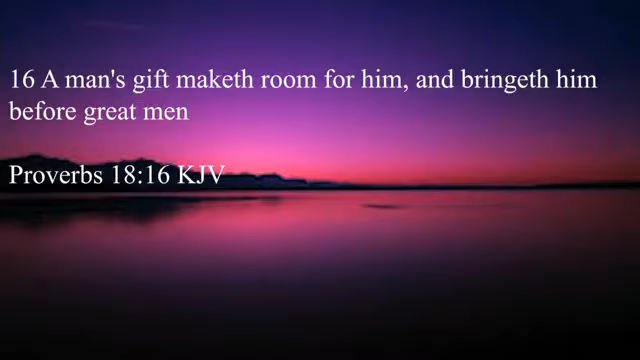 16 A man's gift maketh room for him, and bringeth him
before great men
Proverbs 18:16 KJV